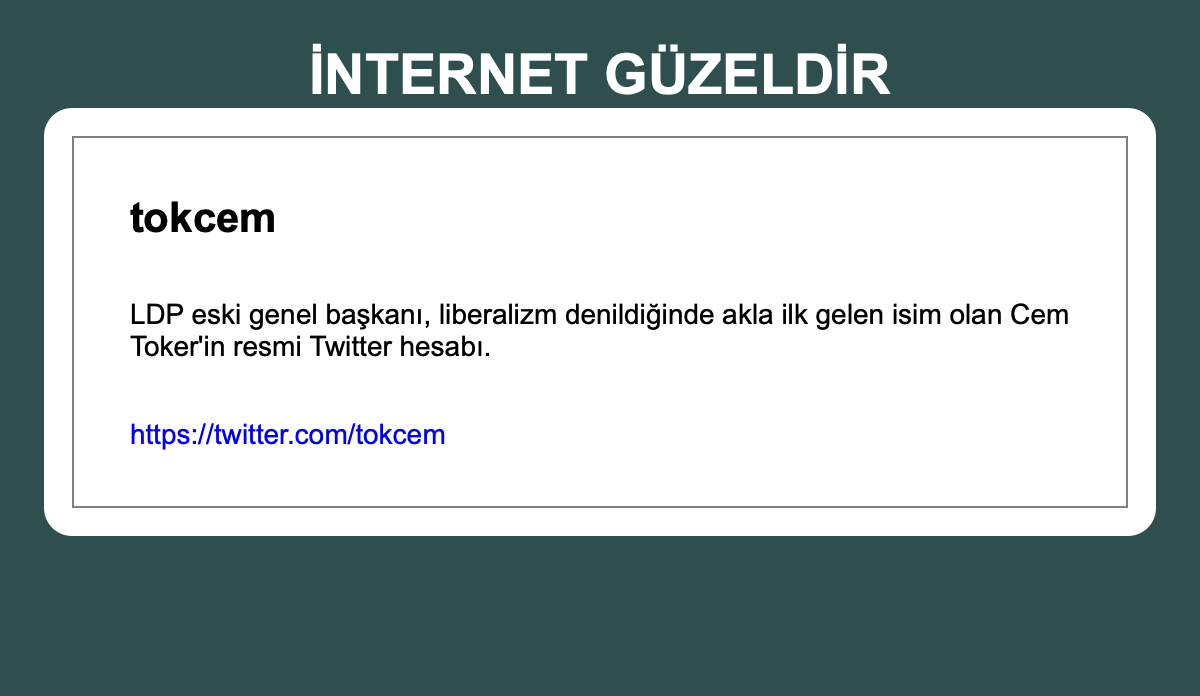 İNTERNET GÜZELDİR
tokcem
LDP eski genel başkanı, liberalizm denildiğinde akla ilk gelen isim olan Cem
Toker'in resmi Twitter hesabı.
https://twitter.com/tokcem